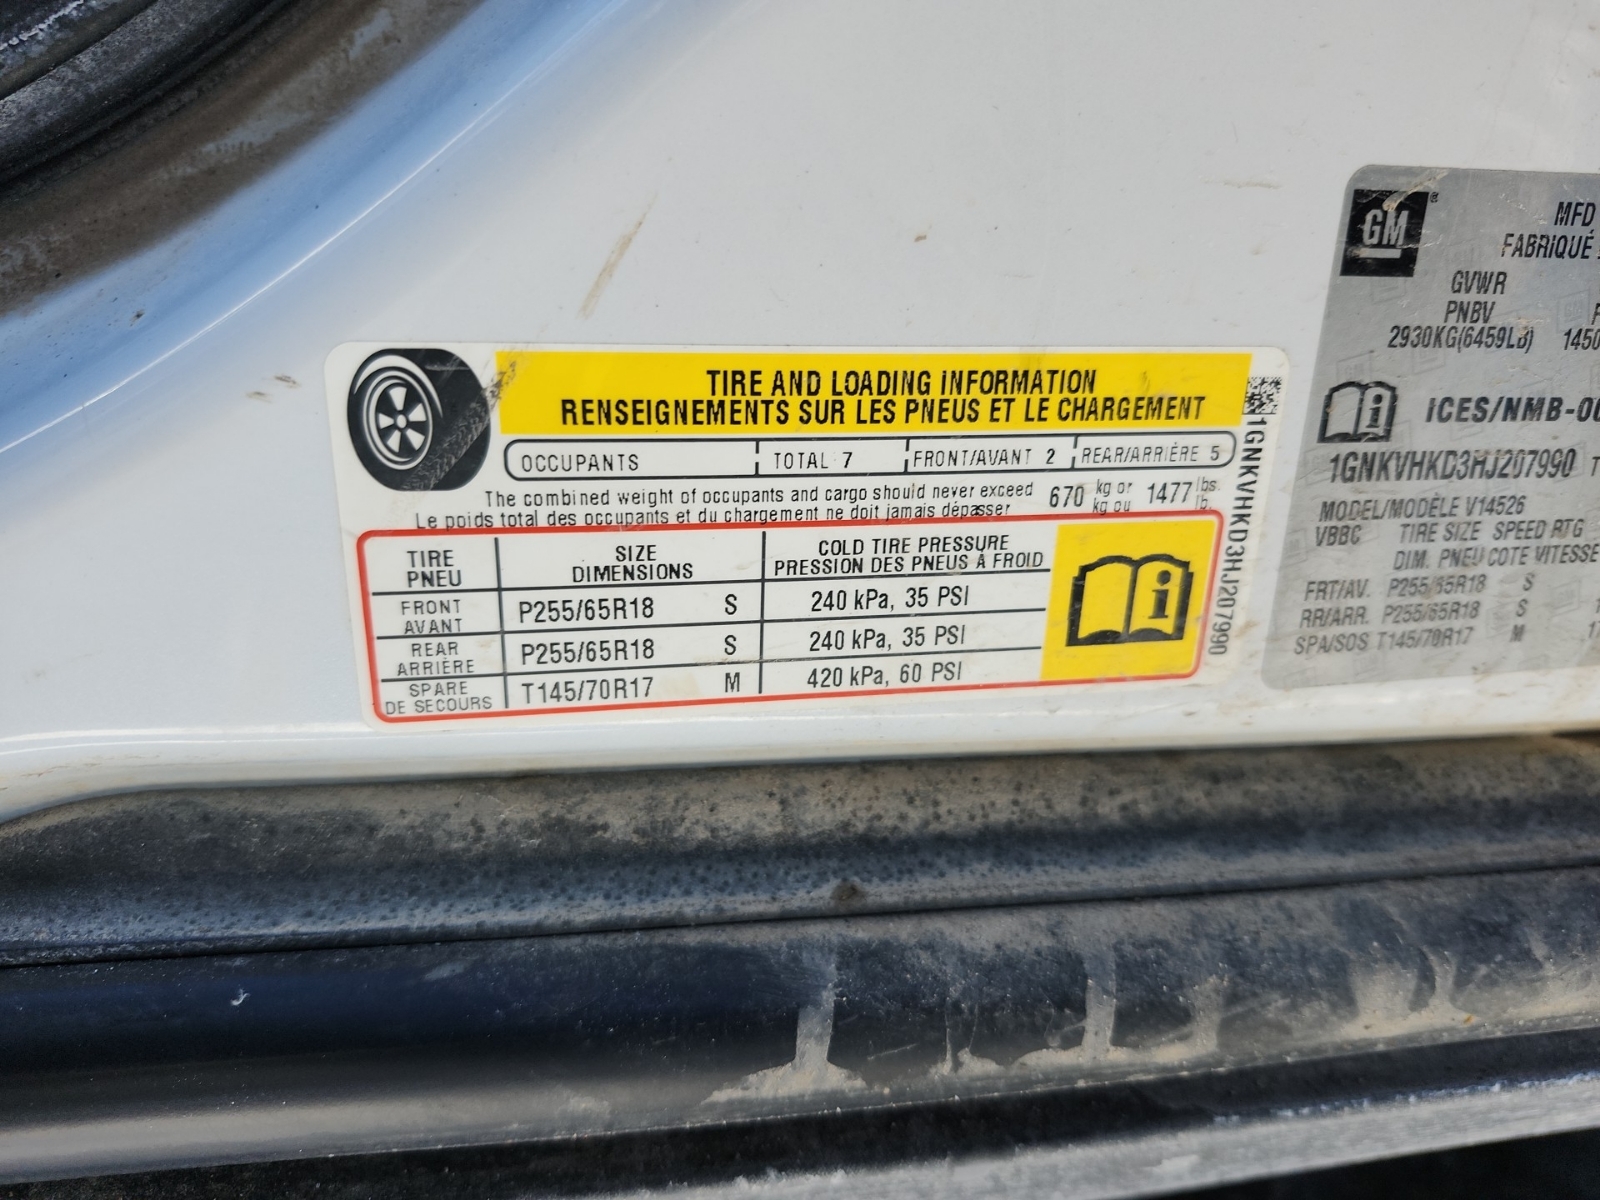 TIRE AND LOADING INFORMATION
RENSEIGNEMENTS SUR LES PNEUS ET LE CHARGEMENT
OCCUPANTS TOTAL 7 FRONT/AVANT 2 REAR/ARRIÈRE 5
The combined weight of occupants and cargo should never exceed 670 kg or 1477 lbs.
Le poids total des occupants et du chargement ne doit jamais dépasser kg ou lb.
TIRE SIZE COLD TIRE PRESSURE
PNEU DIMENSIONS PRESSION DES PNEUS À FROID
FRONT
AVANT P255/65R18 S 240 kPa, 35 PSI
REAR
ARRIÈRE P255/65R18 S 240 kPa, 35 PSI
SPARE
DE SECOURS T145/70R17 M 420 kPa, 60 PSI
1GNKVHKD3HJ207990
GM®
MFD
FABRIQUÉ
GVWR
PNBV
2930KG(6459LB) 1450
i
ICES/NMB-00
1GNKVHKD3HJ207990 T
MODEL/MODÈLE V14526
VBBC TIRE SIZE SPEED RTG
DIM. PNEU COTE VITESSE
FRT/AV. P255/65R18 S
RR/ARR. P255/65R18 S
SPA/SOS T145/70R17 M 17